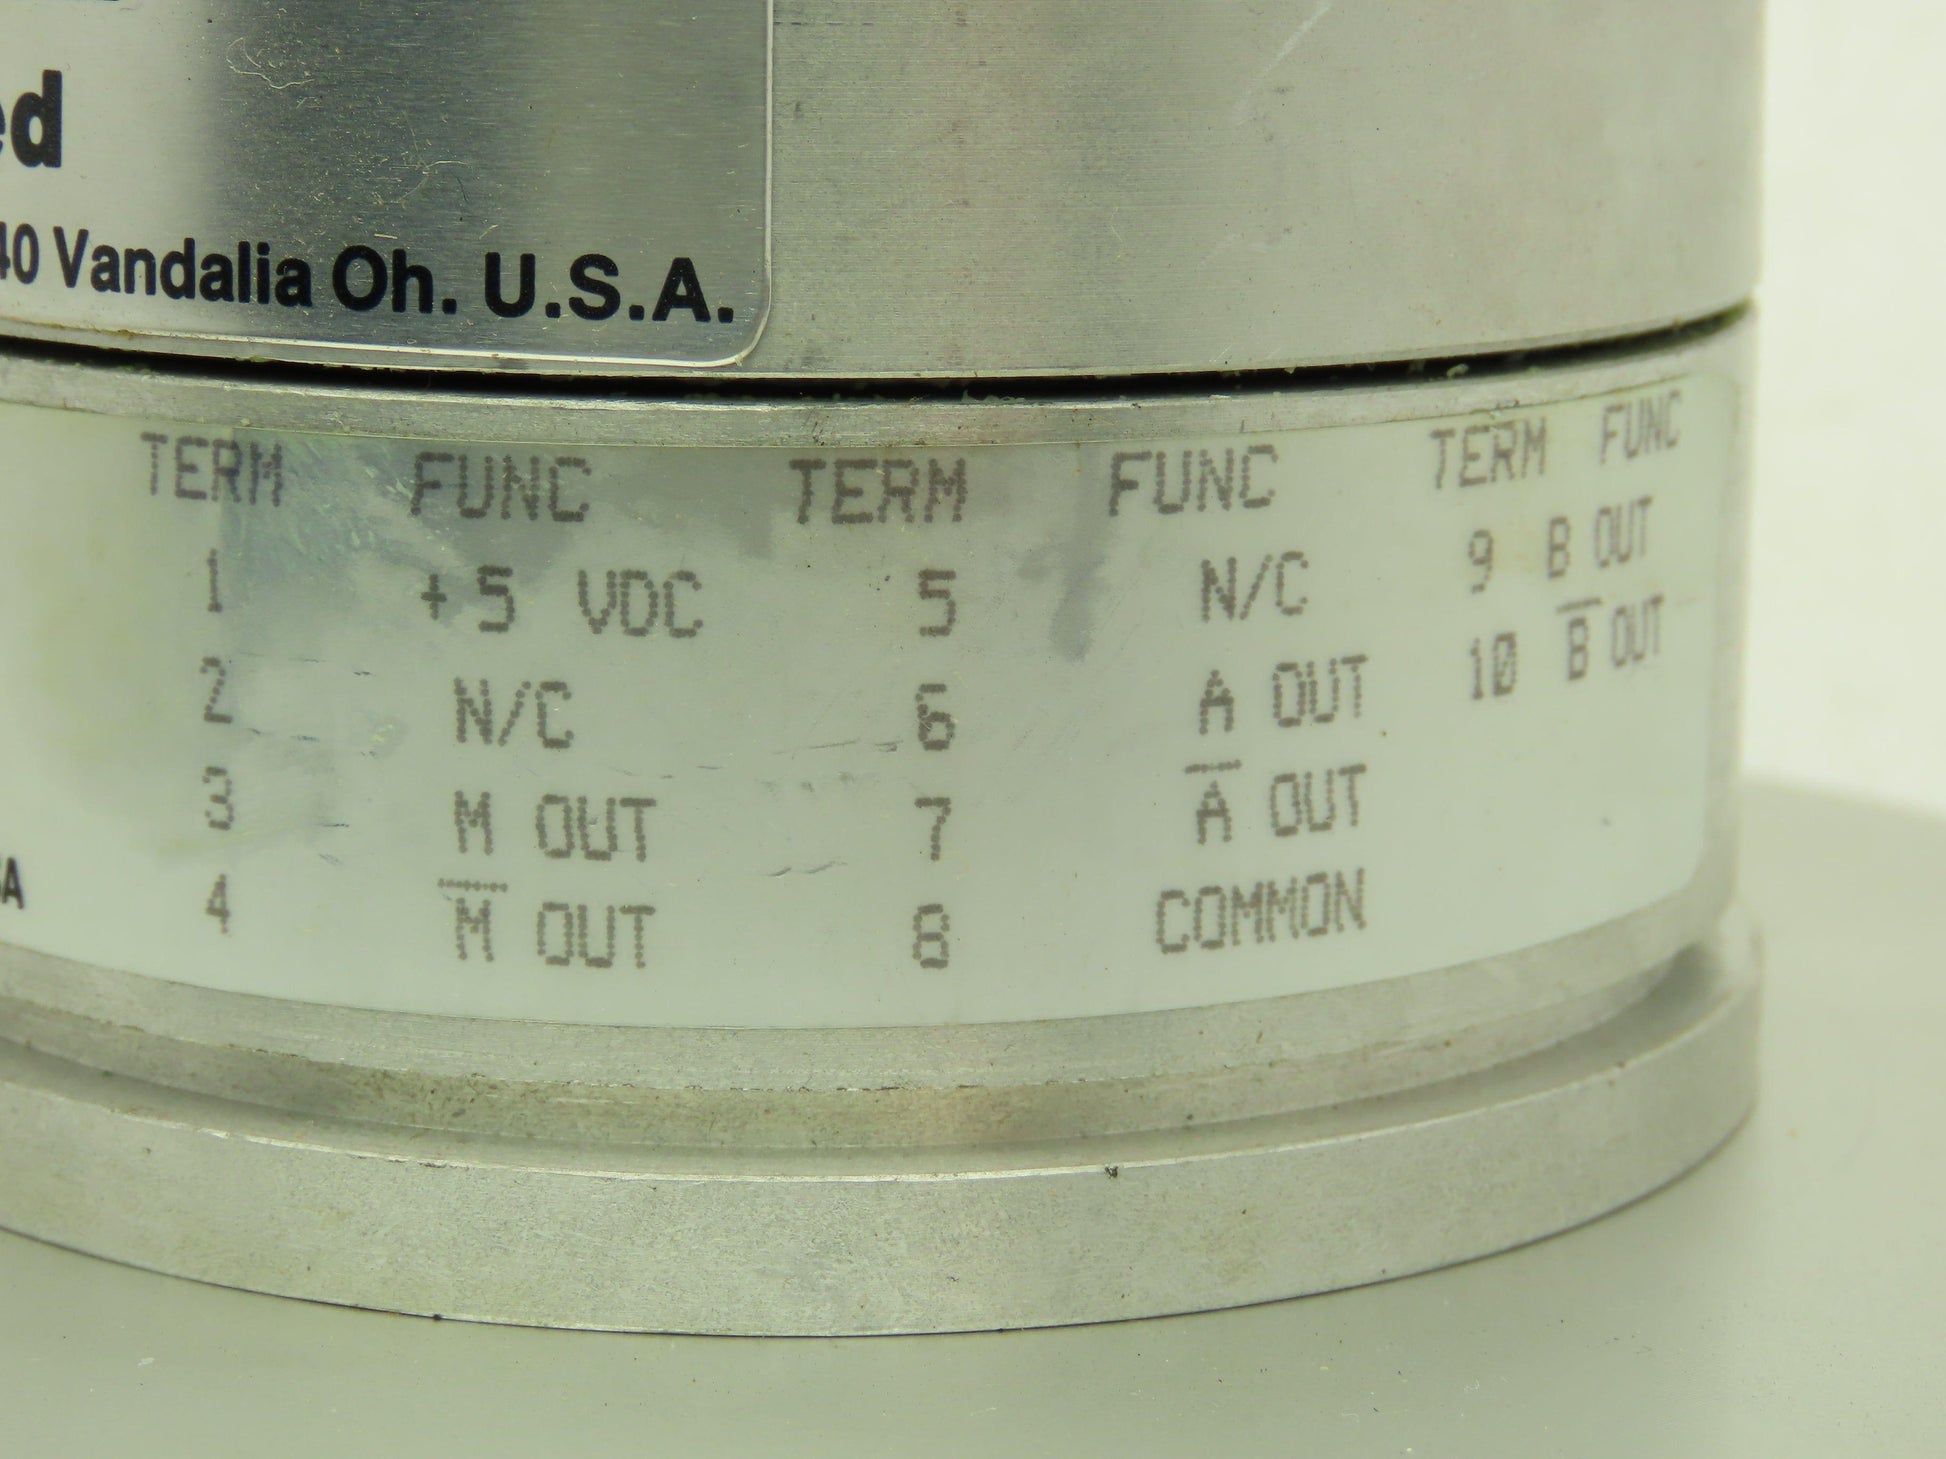 ed
40 Vandalia Oh. U.S.A.
TERM FUNC TERM FUNC TERM FUNC
1 +5 VDC 5 N/C 9 B OUT
2 N/C 6 A OUT 10 B̅ OUT
3 M OUT 7 A̅ OUT
4 M̅ OUT 8 COMMON
SA